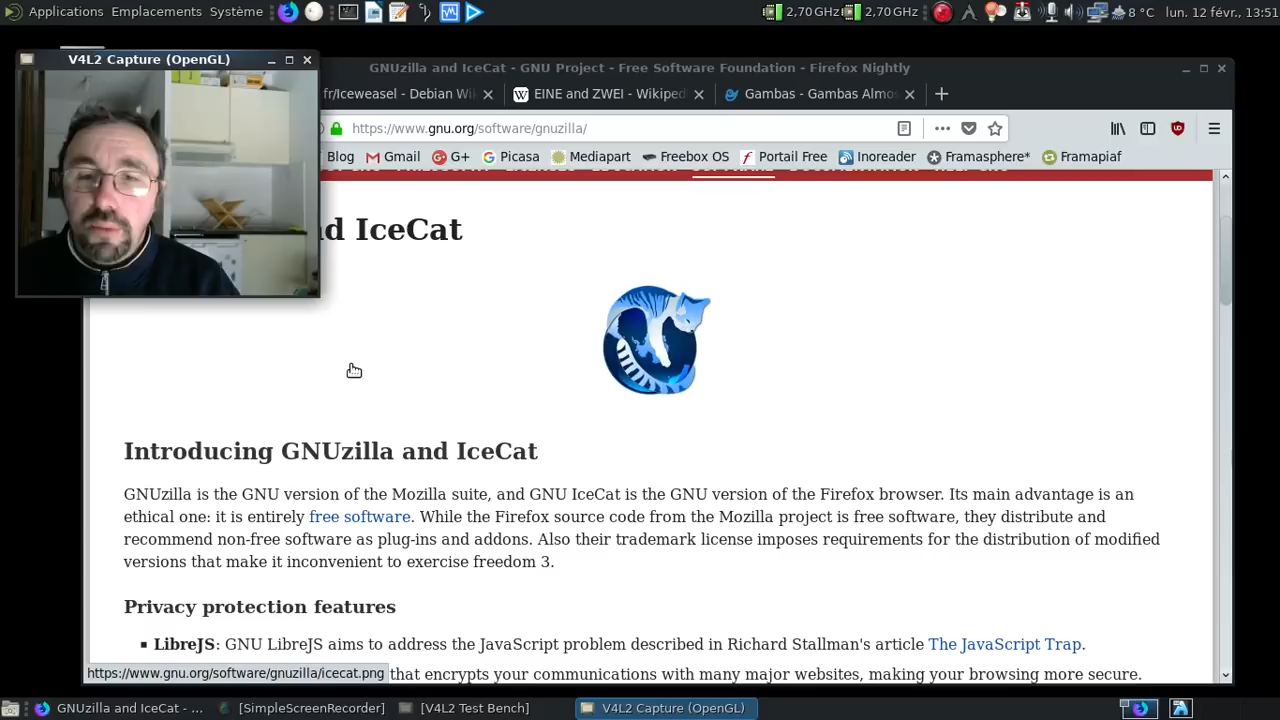 Applications Emplacements Système 2,70 GHz 2,70 GHz 8 °C lun. 12 févr., 13:51
V4L2 Capture (OpenGL)
GNUzilla and IceCat - GNU Project - Free Software Foundation - Firefox Nightly
fr/Iceweasel - Debian Wi EINE and ZWEI - Wikiped Gambas - Gambas Almos
https://www.gnu.org/software/gnuzilla/
Blog Gmail G+ Picasa Mediapart Freebox OS Portail Free Inoreader Framasphere* Framapiaf
d IceCat
Introducing GNUzilla and IceCat
GNUzilla is the GNU version of the Mozilla suite, and GNU IceCat is the GNU version of the Firefox browser. Its main advantage is an
ethical one: it is entirely free software. While the Firefox source code from the Mozilla project is free software, they distribute and
recommend non-free software as plug-ins and addons. Also their trademark license imposes requirements for the distribution of modified
versions that make it inconvenient to exercise freedom 3.
Privacy protection features
▪ LibreJS: GNU LibreJS aims to address the JavaScript problem described in Richard Stallman's article The JavaScript Trap.
https://www.gnu.org/software/gnuzilla/icecat.png that encrypts your communications with many major websites, making your browsing more secure.
GNUzilla and IceCat - ... [SimpleScreenRecorder] [V4L2 Test Bench] V4L2 Capture (OpenGL)